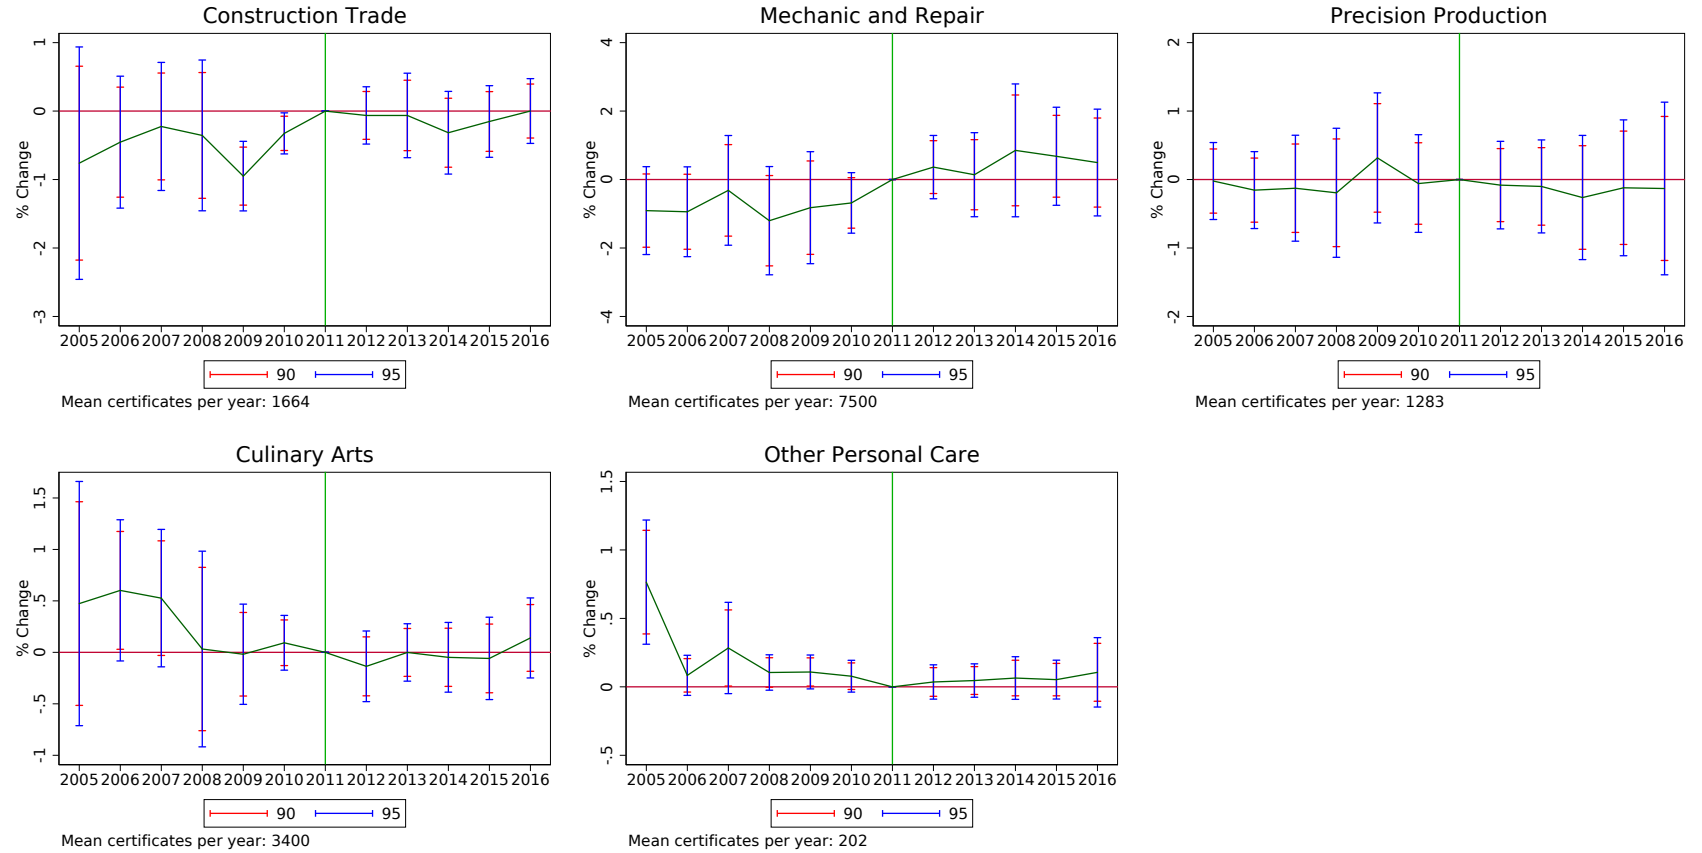 Construction Trade
% Change
1
0
-1
-2
-3
2005 2006 2007 2008 2009 2010 2011 2012 2013 2014 2015 2016
90 95
Mean certificates per year: 1664
Mechanic and Repair
% Change
4
2
0
-2
-4
2005 2006 2007 2008 2009 2010 2011 2012 2013 2014 2015 2016
90 95
Mean certificates per year: 7500
Precision Production
% Change
2
1
0
-1
-2
2005 2006 2007 2008 2009 2010 2011 2012 2013 2014 2015 2016
90 95
Mean certificates per year: 1283
Culinary Arts
% Change
1.5
1
.5
0
-.5
-1
2005 2006 2007 2008 2009 2010 2011 2012 2013 2014 2015 2016
90 95
Mean certificates per year: 3400
Other Personal Care
% Change
1.5
1
.5
0
-.5
2005 2006 2007 2008 2009 2010 2011 2012 2013 2014 2015 2016
90 95
Mean certificates per year: 202